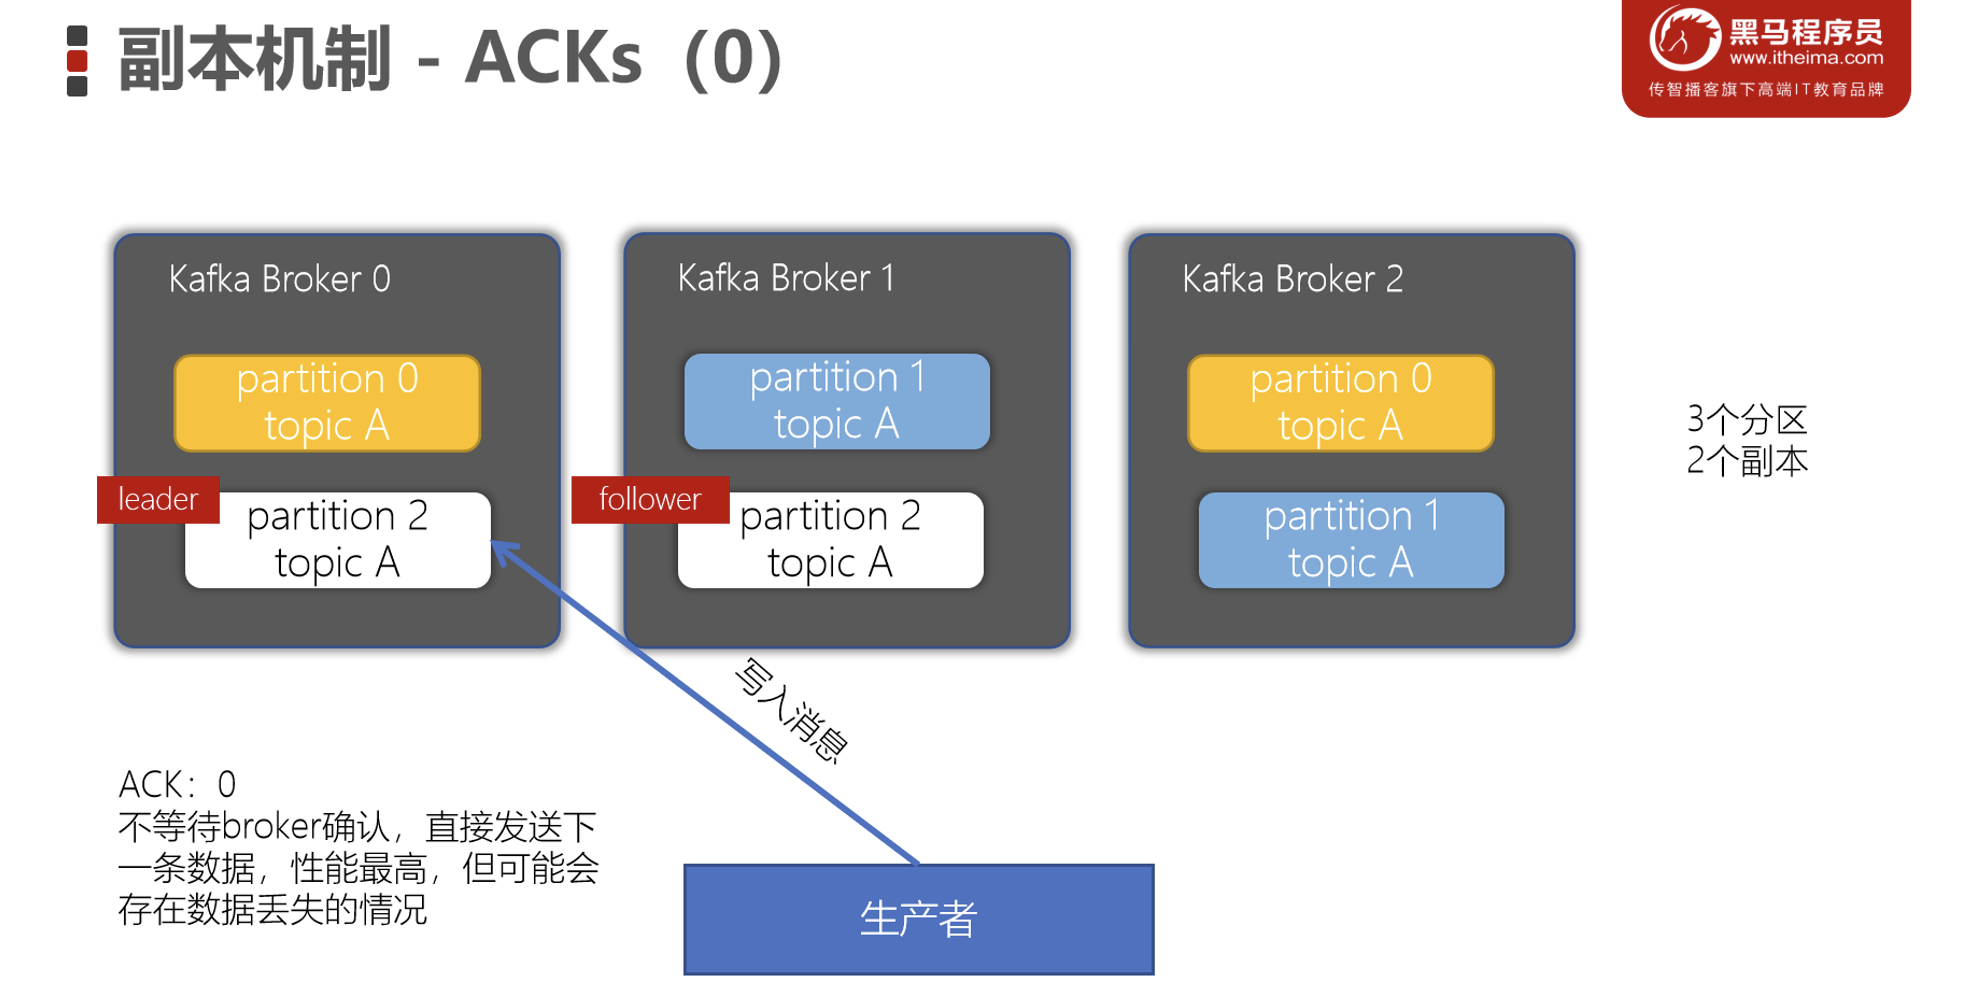 副本机制 - ACKs（0）
黑马程序员
www.itheima.com
传智播客旗下高端IT教育品牌
Kafka Broker 0
partition 0
topic A
leader
partition 2
topic A
Kafka Broker 1
partition 1
topic A
follower
partition 2
topic A
Kafka Broker 2
partition 0
topic A
partition 1
topic A
3个分区
2个副本
写入消息
ACK：0
不等待broker确认，直接发送下
一条数据，性能最高，但可能会
存在数据丢失的情况
生产者